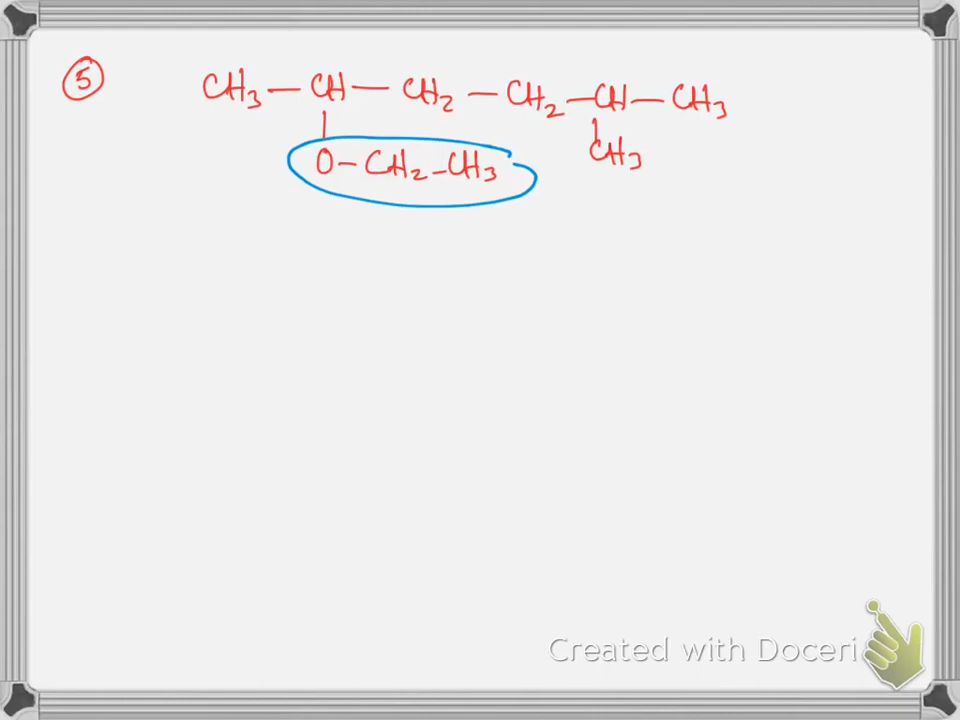 ⑤ CH₃ — CH — CH₂ — CH₂ — CH — CH₃
O – CH₂ – CH₃ CH₃
Created with Doceri